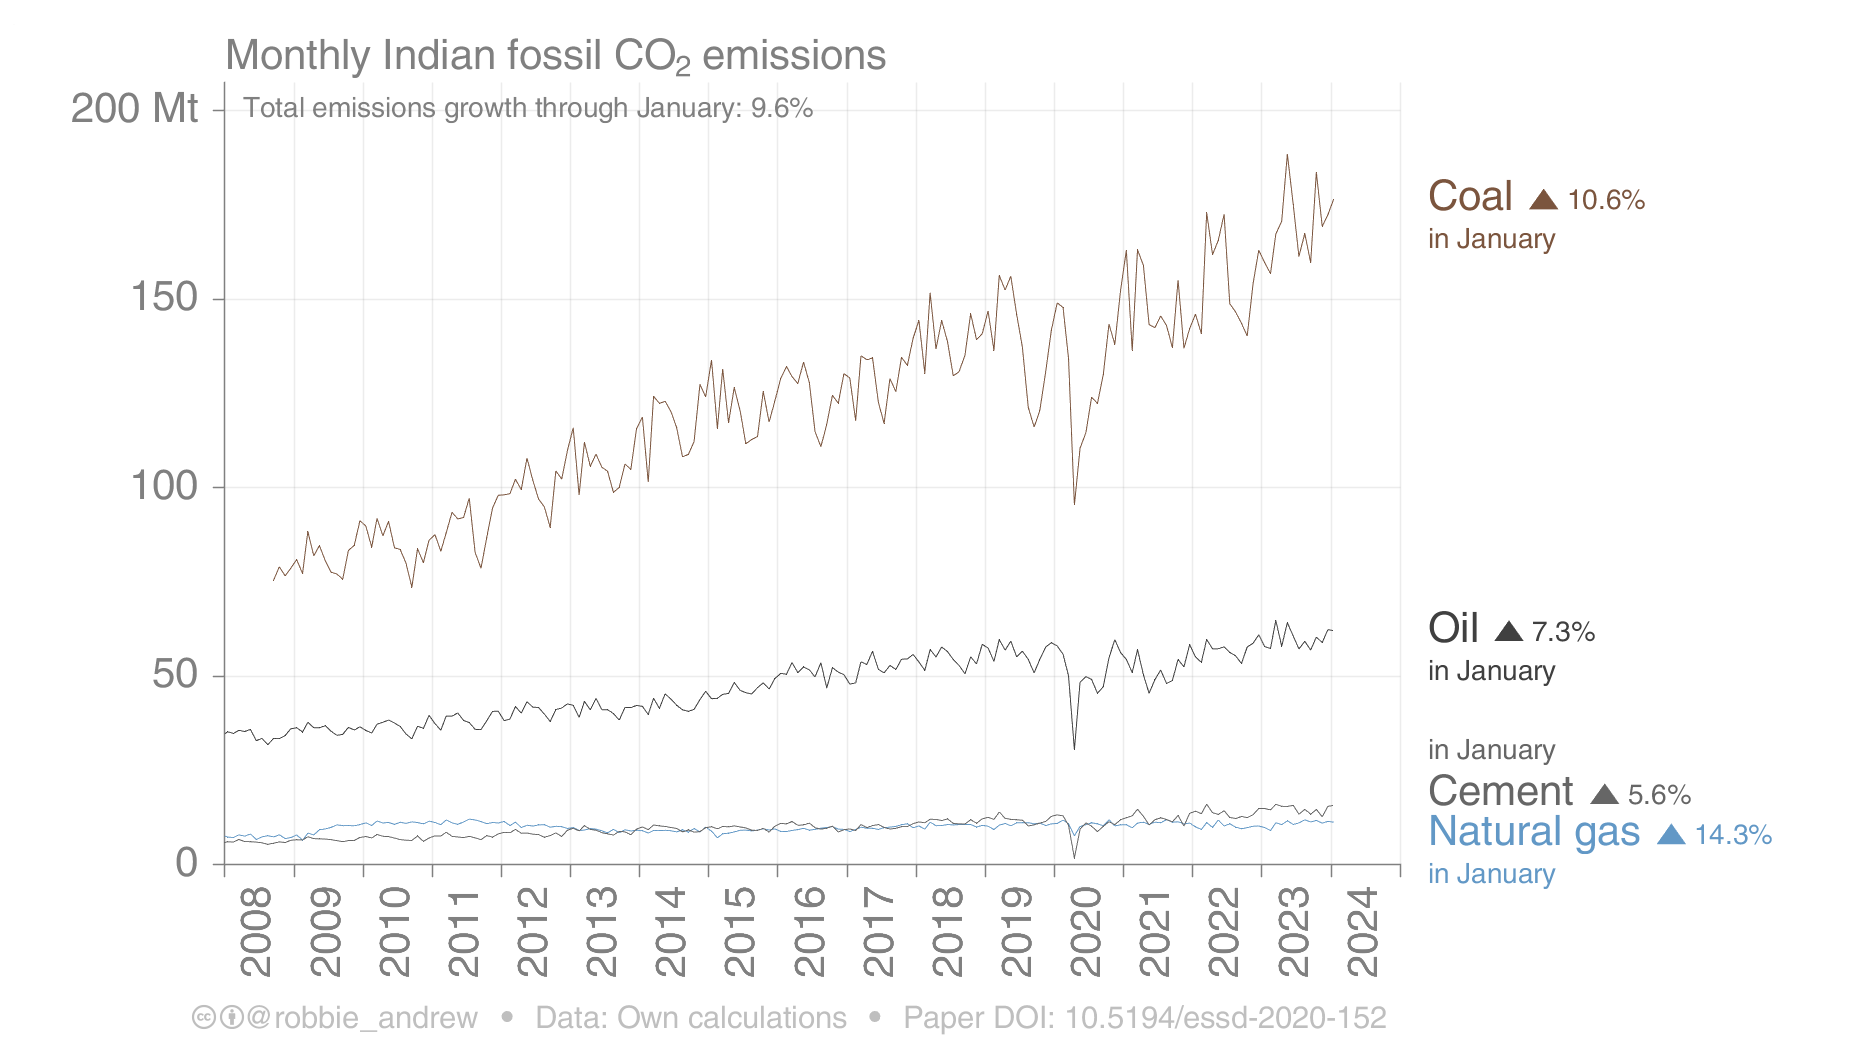 Monthly Indian fossil CO₂ emissions
Total emissions growth through January: 9.6%
200 Mt
150
100
50
0
Coal ▲ 10.6%
in January
Oil ▲ 7.3%
in January
in January
Cement ▲ 5.6%
Natural gas ▲ 14.3%
in January
2008 2009 2010 2011 2012 2013 2014 2015 2016 2017 2018 2019 2020 2021 2022 2023 2024
@robbie_andrew • Data: Own calculations • Paper DOI: 10.5194/essd-2020-152